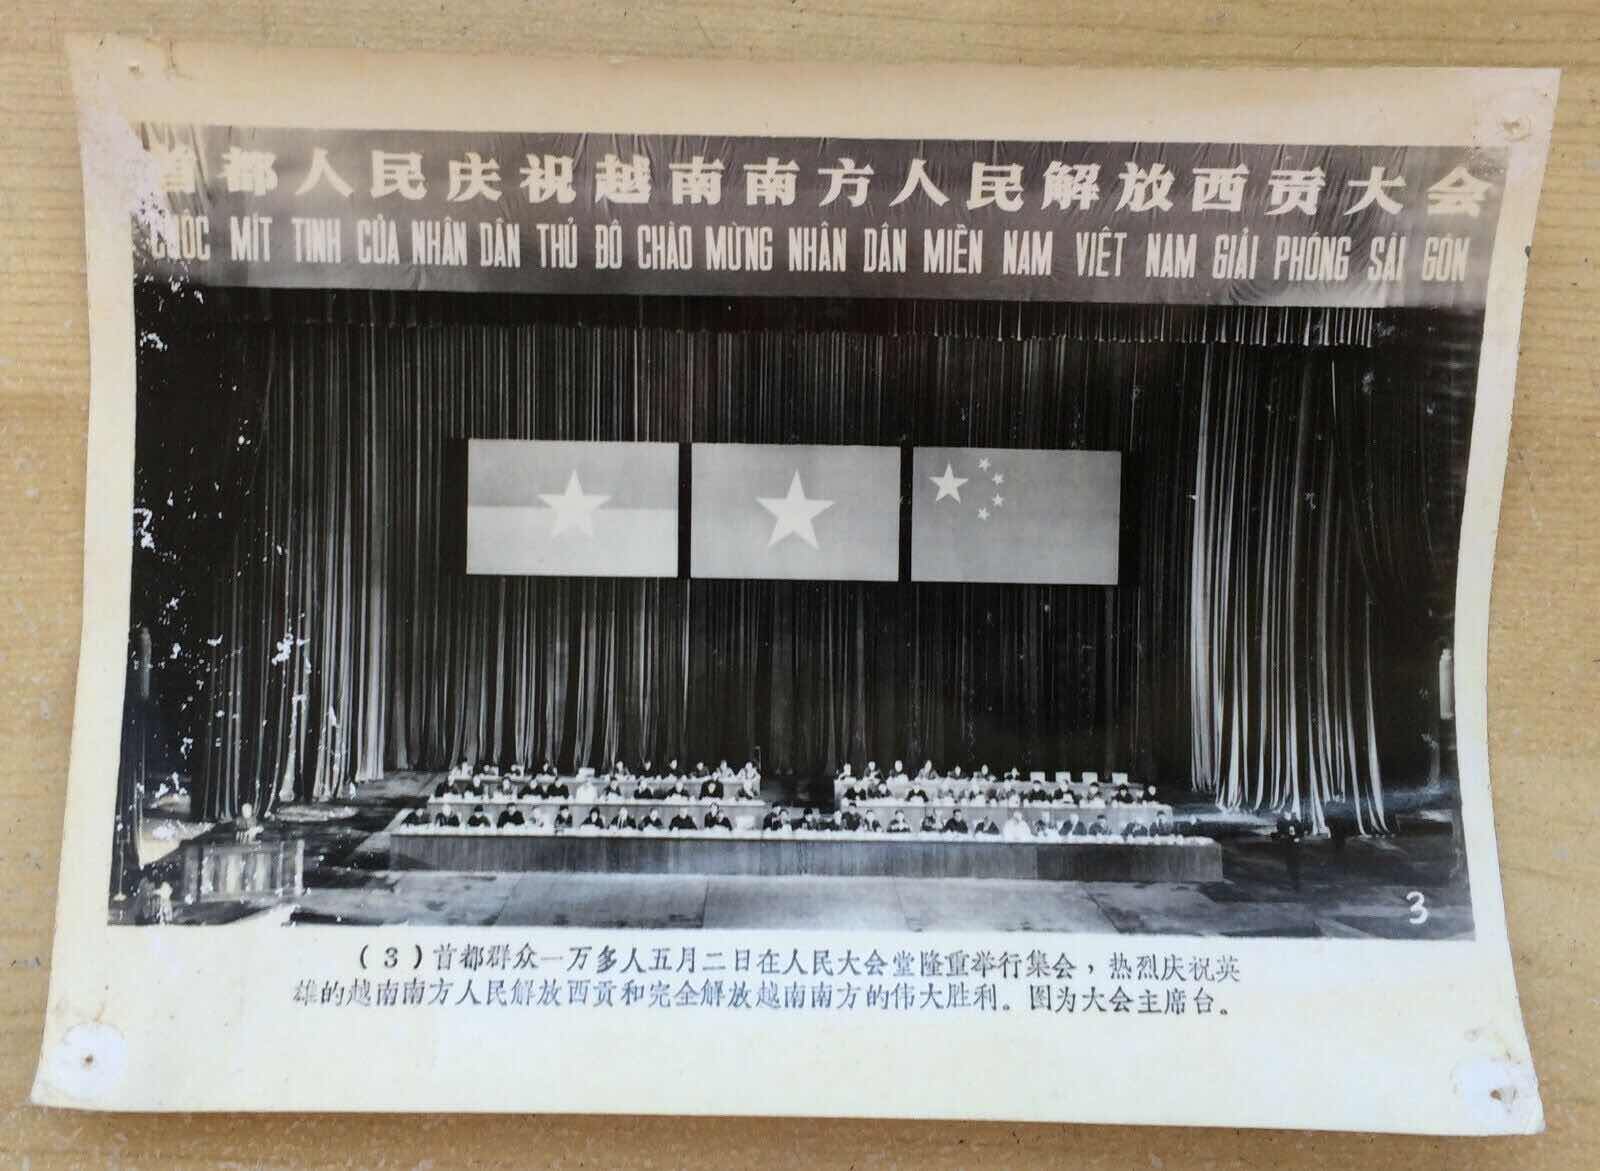 首都人民庆祝越南南方人民解放西贡大会
CUỘC MÍT TINH CỦA NHÂN DÂN THỦ ĐÔ CHÀO MỪNG NHÂN DÂN MIỀN NAM VIỆT NAM GIẢI PHÓNG SÀI GÒN
3
(3)首都群众一万多人五月二日在人民大会堂隆重举行集会，热烈庆祝英
雄的越南南方人民解放西贡和完全解放越南南方的伟大胜利。图为大会主席台。